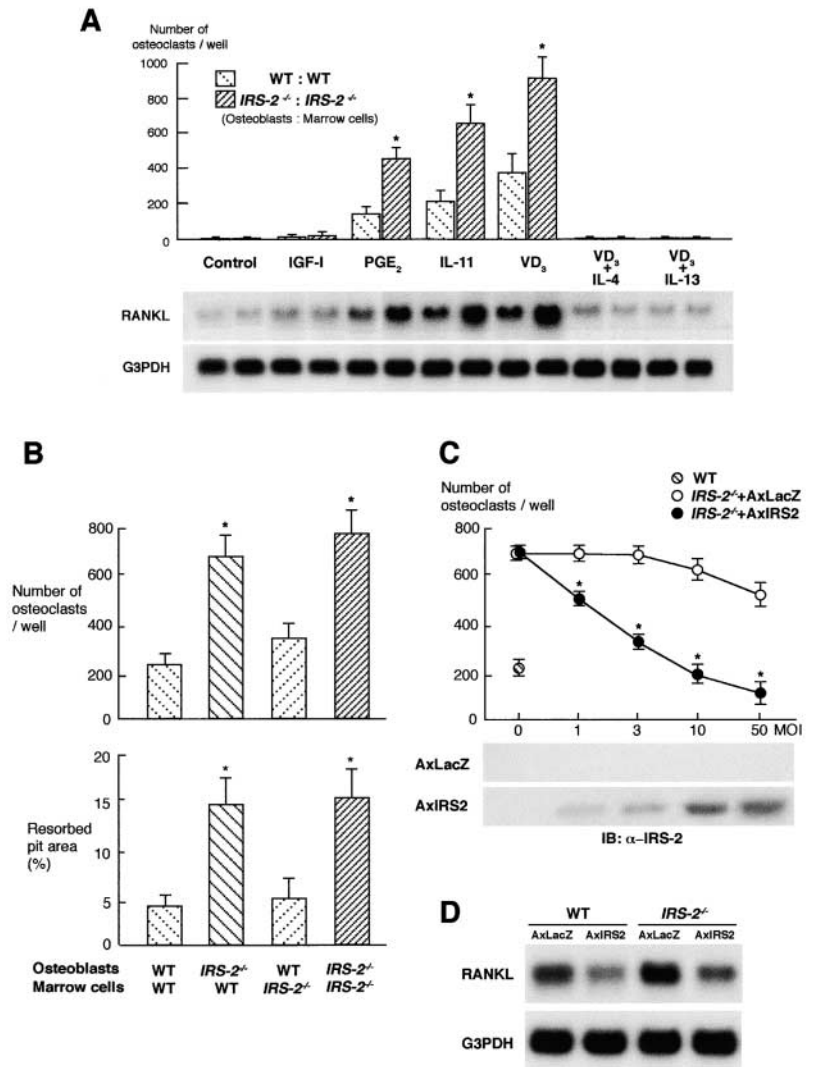 A
Number of
osteoclasts / well
1000
800
600
400
200
0
WT : WT
IRS-2 -/- : IRS-2 -/-
(Osteoblasts : Marrow cells)
* * *
Control IGF-I PGE2 IL-11 VD3 VD3 + IL-4 VD3 + IL-13
RANKL
G3PDH
B
Number of
osteoclasts
/ well
800
600
400
200
0
* *
Resorbed
pit area
(%)
20
15
10
5
0
* *
Osteoblasts WT IRS-2-/- WT IRS-2-/-
Marrow cells WT WT IRS-2-/- IRS-2-/-
C
Number of
osteoclasts / well
WT
IRS-2-/-+AxLacZ
IRS-2-/-+AxIRS2
800
600
400
200
0
* * * *
0 1 3 10 50 MOI
AxLacZ
AxIRS2
IB: α–IRS-2
D
WT IRS-2-/-
AxLacZ AxIRS2 AxLacZ AxIRS2
RANKL
G3PDH